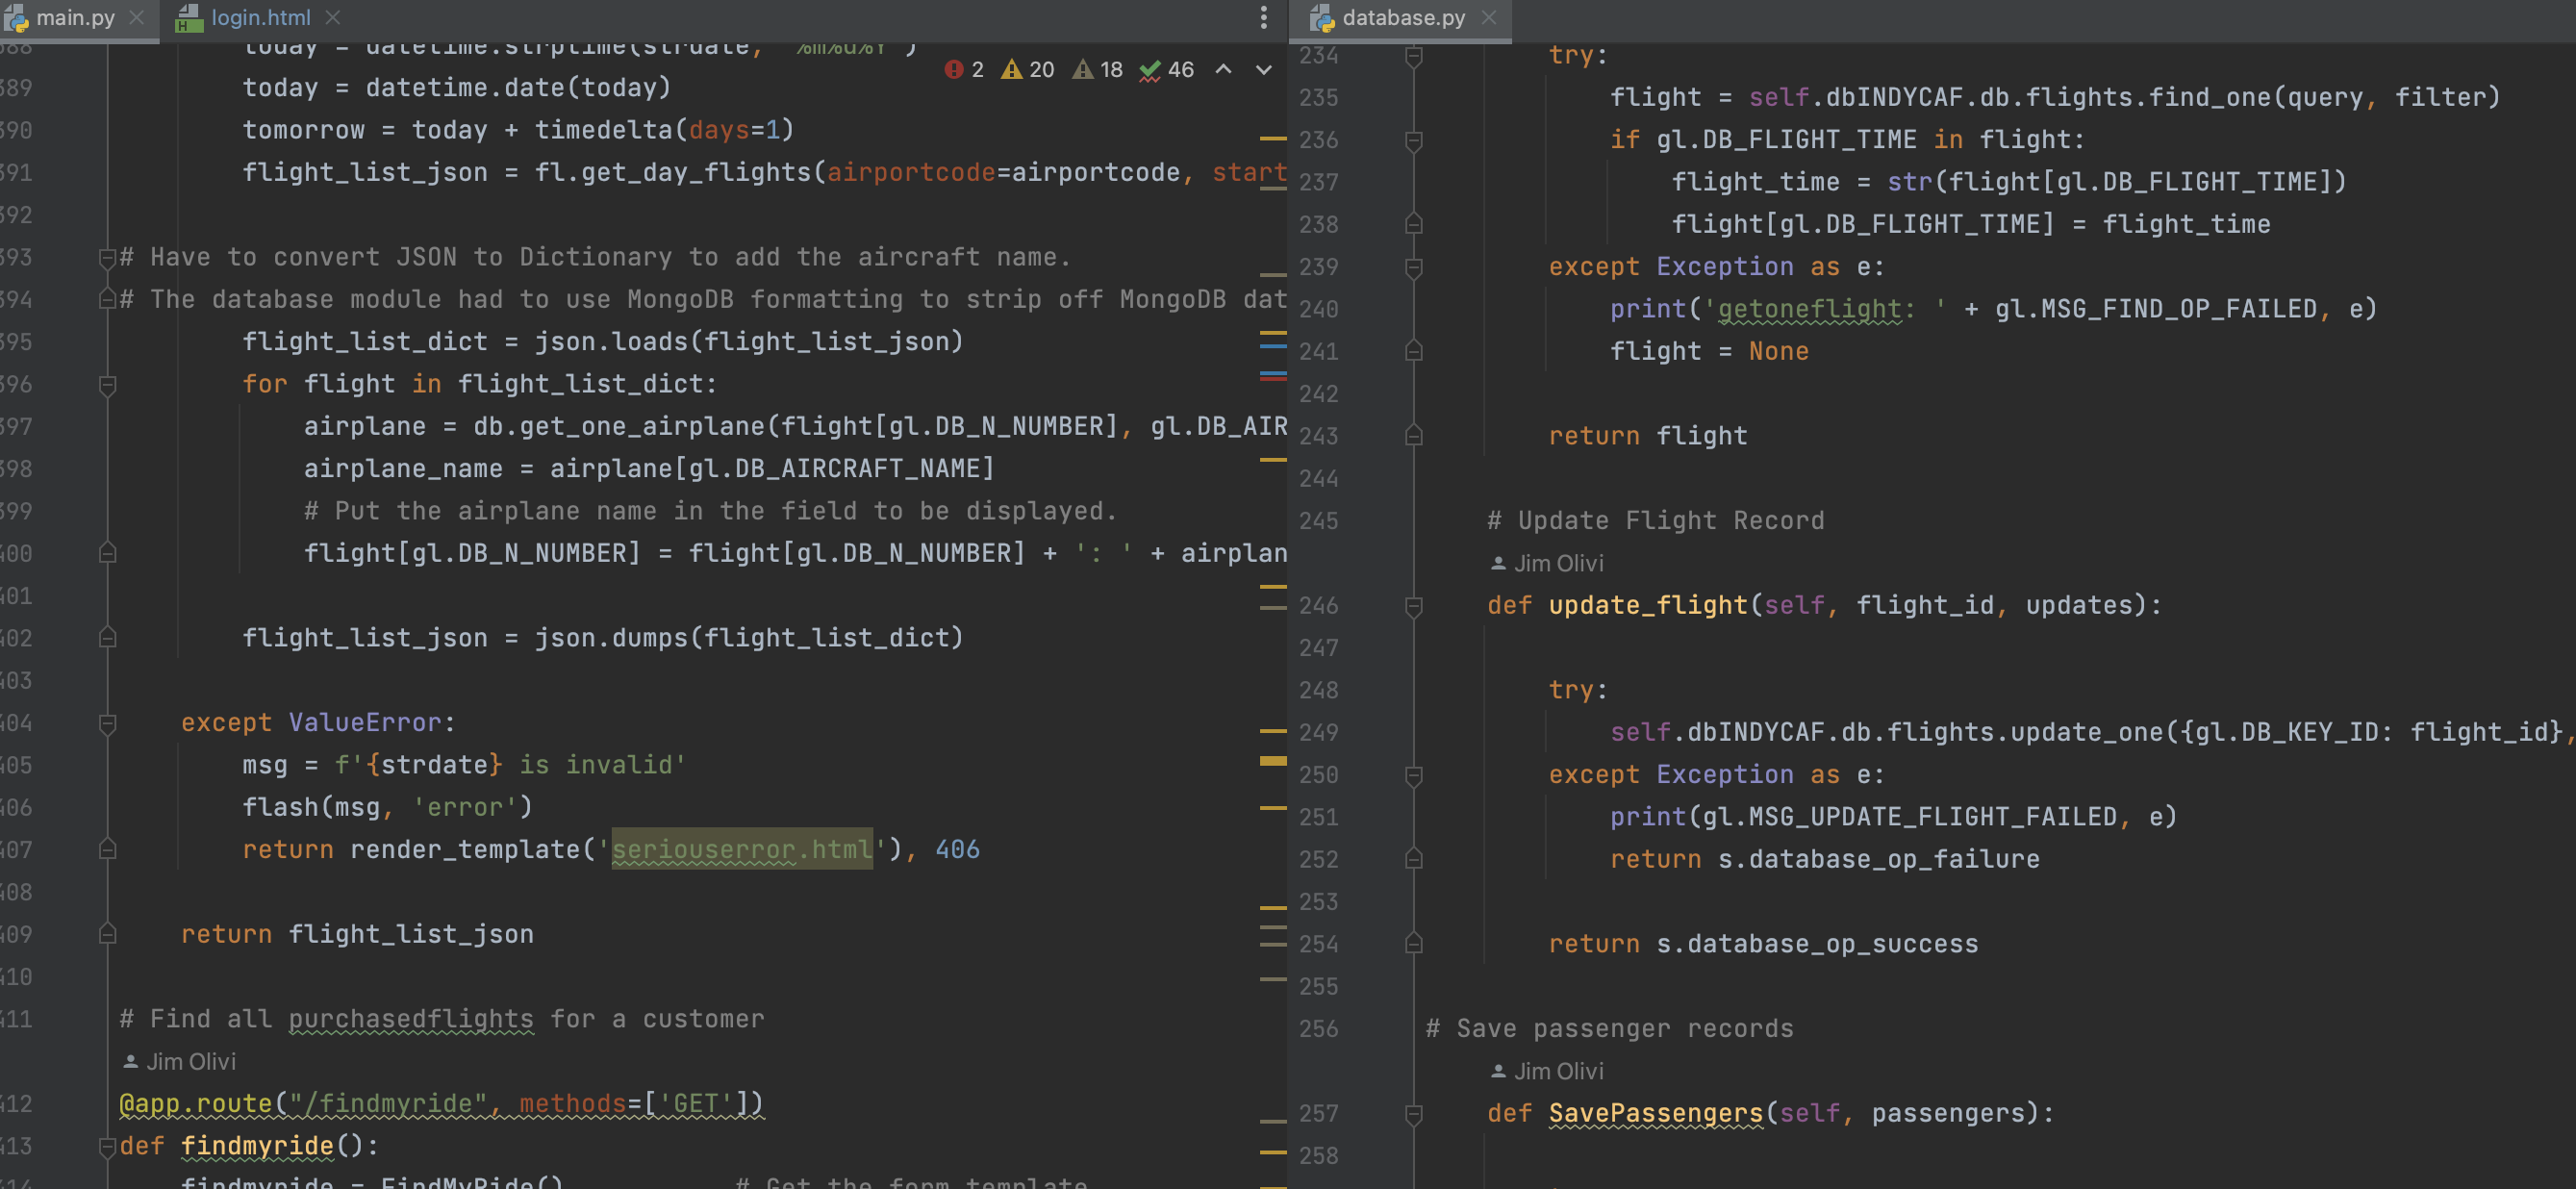 main.py
login.html
2 20 18 46
today = datetime.strptime(strdate, '%m%d%Y')
389 today = datetime.date(today)
390 tomorrow = today + timedelta(days=1)
391 flight_list_json = fl.get_day_flights(airportcode=airportcode, start
392
393 # Have to convert JSON to Dictionary to add the aircraft name.
394 # The database module had to use MongoDB formatting to strip off MongoDB dat
395 flight_list_dict = json.loads(flight_list_json)
396 for flight in flight_list_dict:
397 airplane = db.get_one_airplane(flight[gl.DB_N_NUMBER], gl.DB_AIR
398 airplane_name = airplane[gl.DB_AIRCRAFT_NAME]
399 # Put the airplane name in the field to be displayed.
400 flight[gl.DB_N_NUMBER] = flight[gl.DB_N_NUMBER] + ': ' + airplan
401
402 flight_list_json = json.dumps(flight_list_dict)
403
404 except ValueError:
405 msg = f'{strdate} is invalid'
406 flash(msg, 'error')
407 return render_template('seriouserror.html'), 406
408
409 return flight_list_json
410
411 # Find all purchasedflights for a customer
Jim Olivi
412 @app.route("/findmyride", methods=['GET'])
413 def findmyride():
414 findmyride = FindMyRide() # Get the form template
database.py
234 try:
235 flight = self.dbINDYCAF.db.flights.find_one(query, filter)
236 if gl.DB_FLIGHT_TIME in flight:
237 flight_time = str(flight[gl.DB_FLIGHT_TIME])
238 flight[gl.DB_FLIGHT_TIME] = flight_time
239 except Exception as e:
240 print('getoneflight: ' + gl.MSG_FIND_OP_FAILED, e)
241 flight = None
242
243 return flight
244
245 # Update Flight Record
Jim Olivi
246 def update_flight(self, flight_id, updates):
247
248 try:
249 self.dbINDYCAF.db.flights.update_one({gl.DB_KEY_ID: flight_id},
250 except Exception as e:
251 print(gl.MSG_UPDATE_FLIGHT_FAILED, e)
252 return s.database_op_failure
253
254 return s.database_op_success
255
256 # Save passenger records
Jim Olivi
257 def SavePassengers(self, passengers):
258